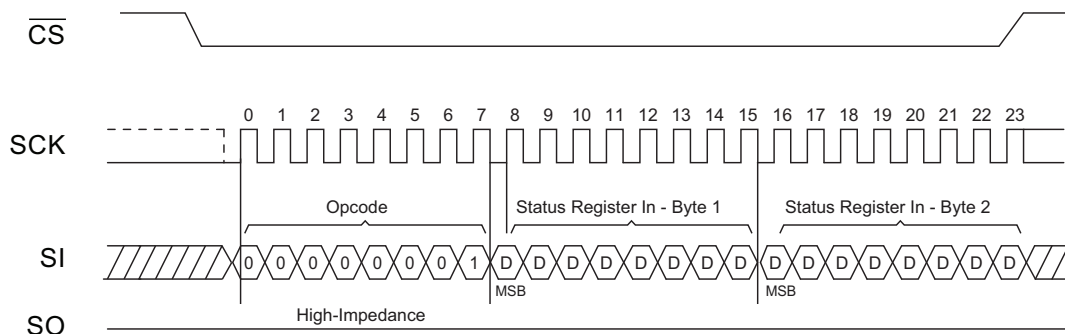 CS
0 1 2 3 4 5 6 7 8 9 10 11 12 13 14 15 16 17 18 19 20 21 22 23
SCK
Opcode Status Register In - Byte 1 Status Register In - Byte 2
SI 0 0 0 0 0 0 0 1 D D D D D D D D D D D D D D D D
MSB MSB
High-Impedance
SO